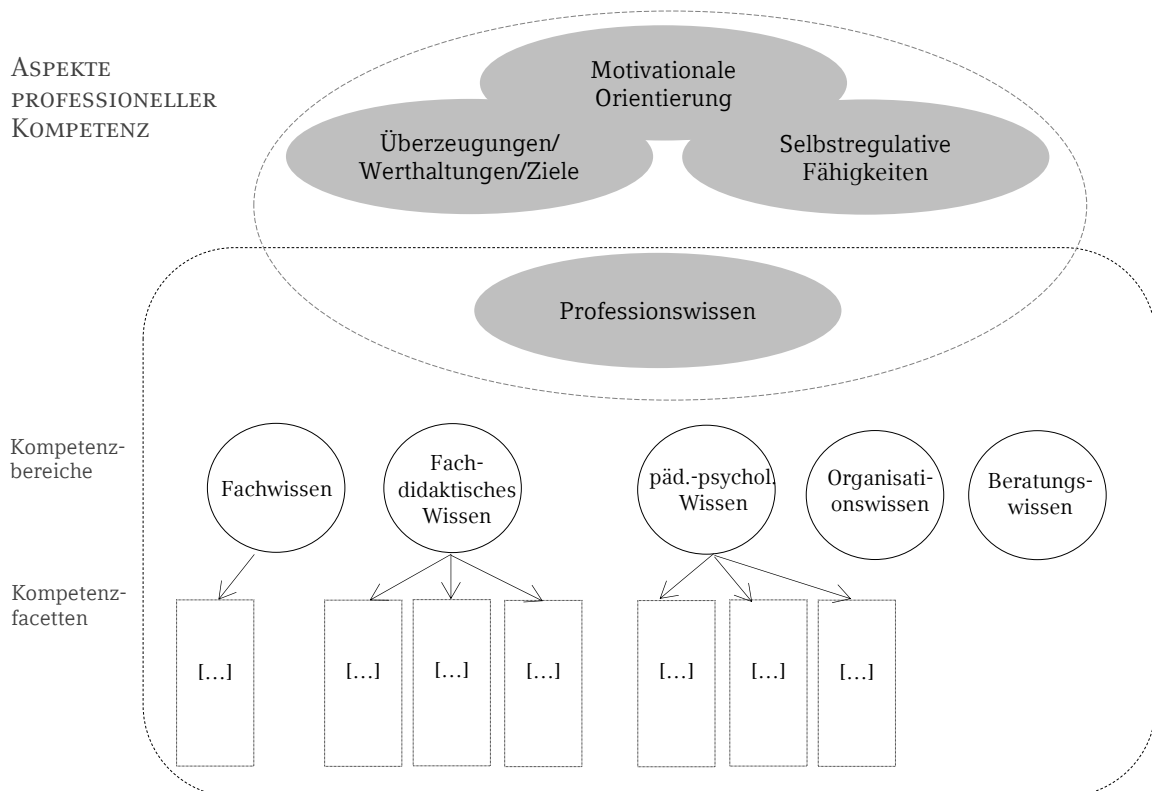 ASPEKTE
PROFESSIONELLER
KOMPETENZ
Motivationale
Orientierung
Überzeugungen/
Werthaltungen/Ziele
Selbstregulative
Fähigkeiten
Professionswissen
Kompetenz-
bereiche
Fachwissen
Fach-
didaktisches
Wissen
päd.-psychol.
Wissen
Organisati-
onswissen
Beratungs-
wissen
Kompetenz-
facetten
[…]
[…]
[…]
[…]
[…]
[…]
[…]